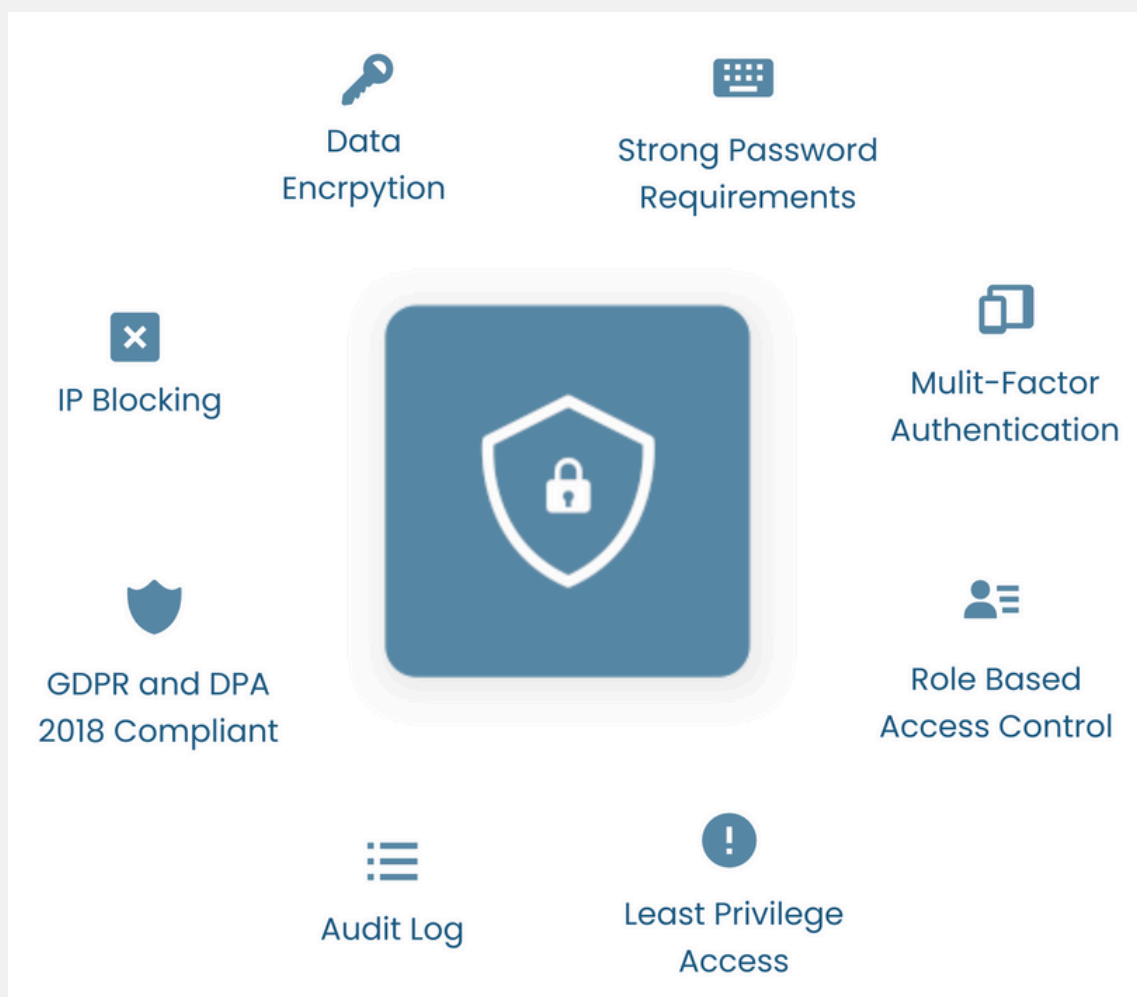 Data
Encrpytion
Strong Password
Requirements
IP Blocking
Mulit-Factor
Authentication
GDPR and DPA
2018 Compliant
Role Based
Access Control
Audit Log
Least Privilege
Access